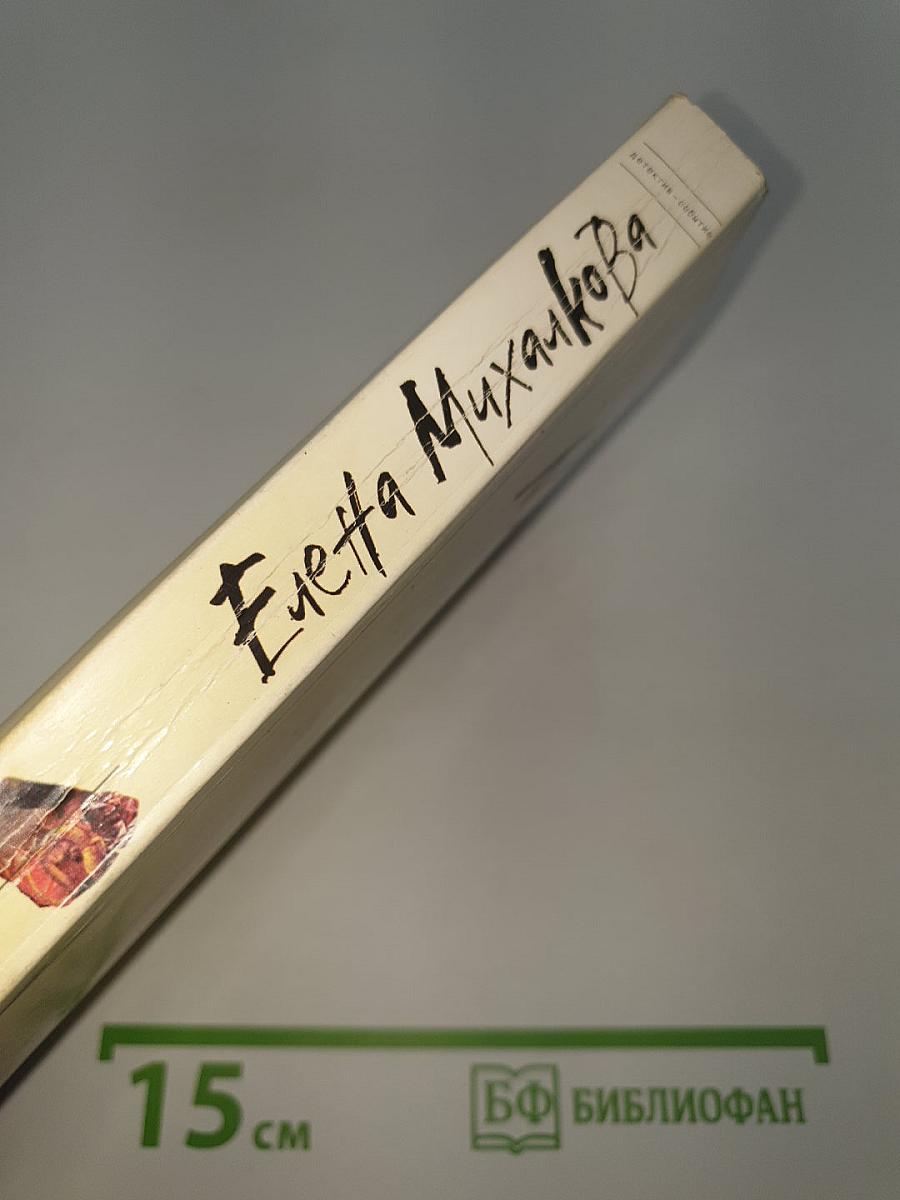 детектив-событие
Елена Михалкова
15 см
БФ БИБЛИОФАН